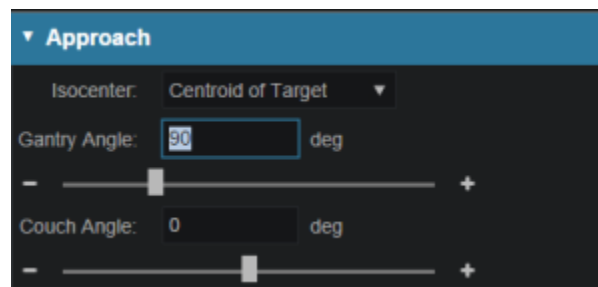 ▼ Approach
Isocenter: Centroid of Target ▼
Gantry Angle: 90 deg
- +
Couch Angle: 0 deg
- +